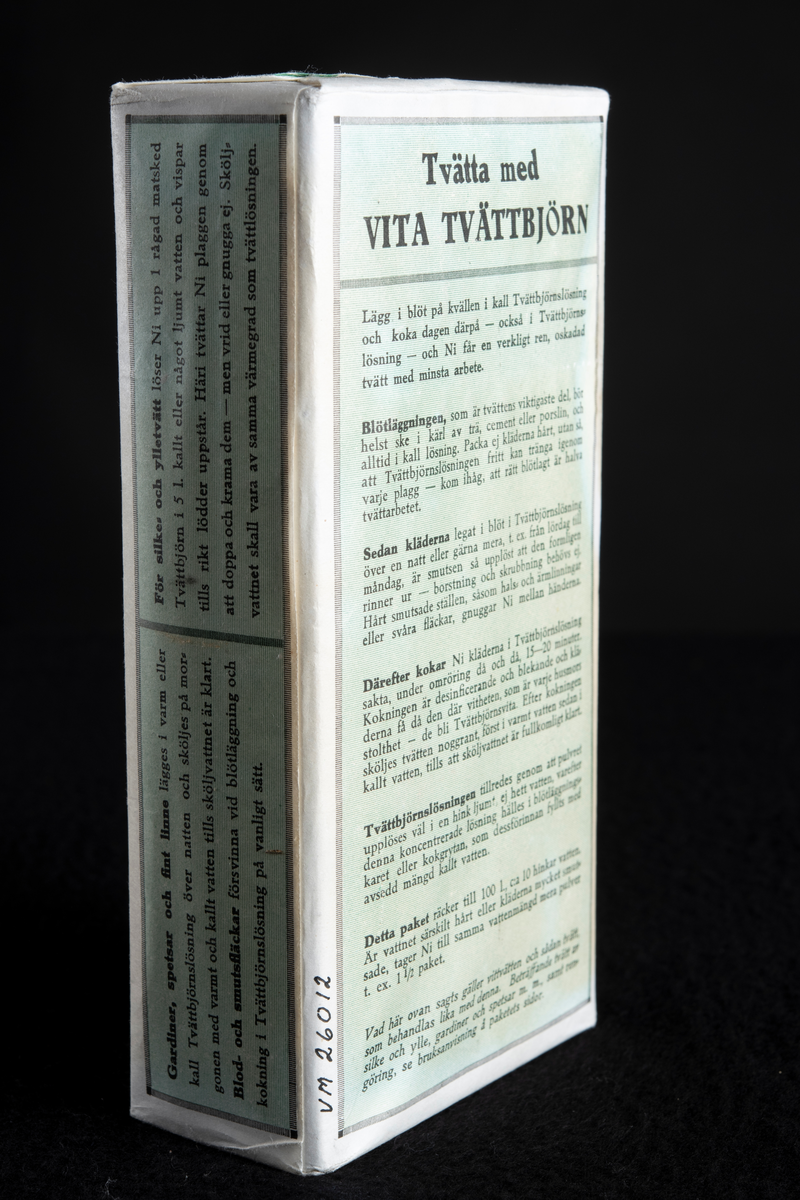 Tvätta med
VITA TVÄTTBJÖRN
Lägg i blöt på kvällen i kall Tvättbjörnslösning
och koka dagen därpå — också i Tvättbjörns-
lösning — och Ni får en verkligt ren, oskadad
tvätt med minsta arbete.
Blötläggningen, som är tvättens viktigaste del, bör
helst ske i kärl av trä, cement eller porslin, och
alltid i kall lösning. Packa ej kläderna hårt, utan så,
att Tvättbjörnslösningen fritt kan tränga igenom
varje plagg — kom ihåg, att rätt blötlagt är halva
tvättarbetet.
Sedan kläderna legat i blöt i Tvättbjörnslösning
över en natt eller gärna mera, t. ex. från lördag till
måndag, är smutsen så upplöst att den formligen
rinner ur — borstning och skrubbning behövs ej.
Hårt smutsade ställen, såsom hals- och ärmlinningar
eller svåra fläckar, gnuggar Ni mellan händerna.
Därefter kokar Ni kläderna i Tvättbjörnslösning
sakta, under omröring då och då, 15—20 minuter.
Kokningen är desinficerande och blekande och klä-
derna få då den där vitheten, som är varje husmors
stolthet — de bli Tvättbjörnsvita. Efter kokningen
sköljes tvätten noggrant, först i varmt vatten sedan i
kallt vatten, tills att sköljvattnet är fullkomligt klart.
Tvättbjörnslösningen tillredes genom att pulvret
upplöses väl i en hink ljumt, ej hett vatten, varefter
denna koncentrerade lösning hälles i blötläggnings-
karet eller kokgrytan, som dessförinnan fyllts med
avsedd mängd kallt vatten.
Detta paket räcker till 100 l., ca 10 hinkar vatten.
Är vattnet särskilt hårt eller kläderna mycket smut-
sade, tager Ni till samma vattenmängd mera pulver
t. ex. 1 1/2 paket.
Vad här ovan sagts gäller vittvätten och sådan tvätt,
som behandlas lika med denna. Beträffande tvätt av
silke och ylle, gardiner och spetsar m. m., samt ren-
göring, se bruksanvisning å paketets sidor.
För silke- och ylletvätt löser Ni upp 1 rågad matsked
Tvättbjörn i 5 l. kallt eller något ljumt vatten och vispar
tills rikt lödder uppstår. Häri tvättar Ni plaggen genom
att doppa och krama dem — men vrid eller gnugga ej. Skölj-
vattnet skall vara av samma värmegrad som tvättlösningen.
Gardiner, spetsar och fint linne lägges i varm eller
kall Tvättbjörnslösning över natten och sköljes på mor-
gonen med varmt och kallt vatten tills sköljvattnet är klart.
Blod- och smutsfläckar försvinna vid blötläggning och
kokning i Tvättbjörnslösning på vanligt sätt.
VM 26012